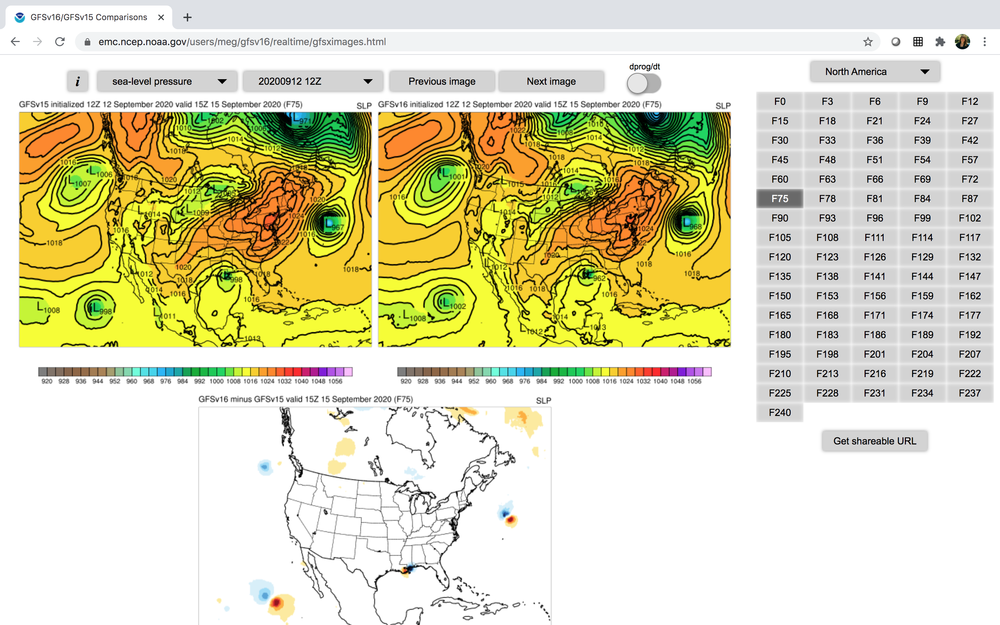 GFSv16/GFSv15 Comparisons
emc.ncep.noaa.gov/users/meg/gfsv16/realtime/gfsximages.html
dprog/dt
i sea-level pressure 20200912 12Z Previous image Next image North America
GFSv15 initialized 12Z 12 September 2020 valid 15Z 15 September 2020 (F75) SLP
L1002 L971
1010 1006
1014
1012
1018
1016 1018
L1006
L1007 1018 1020
1012 L1005
1020
L1014 L1009 1024
L967
1016 1016
1018 1022
1020 1018 1018
L1012 L998
1018
1014 1016 1016
L1008 L998
L1011
L1013
920 928 936 944 952 960 968 976 984 992 1000 1008 1016 1024 1032 1040 1048 1056
GFSv16 initialized 12Z 12 September 2020 valid 15Z 15 September 2020 (F75) SLP
1010
1022 1008
1014
1018 1012
1018 1018
1020 1014
L1001
L1015 1016 1016
1016 1012 L1006
L1014
L968
1024
1022
1020 1016
L1012 1018
1018
L962
1016 1018 1016
L1002
L1008 1014
L1012 L1013
920 928 936 944 952 960 968 976 984 992 1000 1008 1016 1024 1032 1040 1048 1056
GFSv16 minus GFSv15 valid 15Z 15 September 2020 (F75) SLP
F0 F3 F6 F9 F12
F15 F18 F21 F24 F27
F30 F33 F36 F39 F42
F45 F48 F51 F54 F57
F60 F63 F66 F69 F72
F75 F78 F81 F84 F87
F90 F93 F96 F99 F102
F105 F108 F111 F114 F117
F120 F123 F126 F129 F132
F135 F138 F141 F144 F147
F150 F153 F156 F159 F162
F165 F168 F171 F174 F177
F180 F183 F186 F189 F192
F195 F198 F201 F204 F207
F210 F213 F216 F219 F222
F225 F228 F231 F234 F237
F240
Get shareable URL